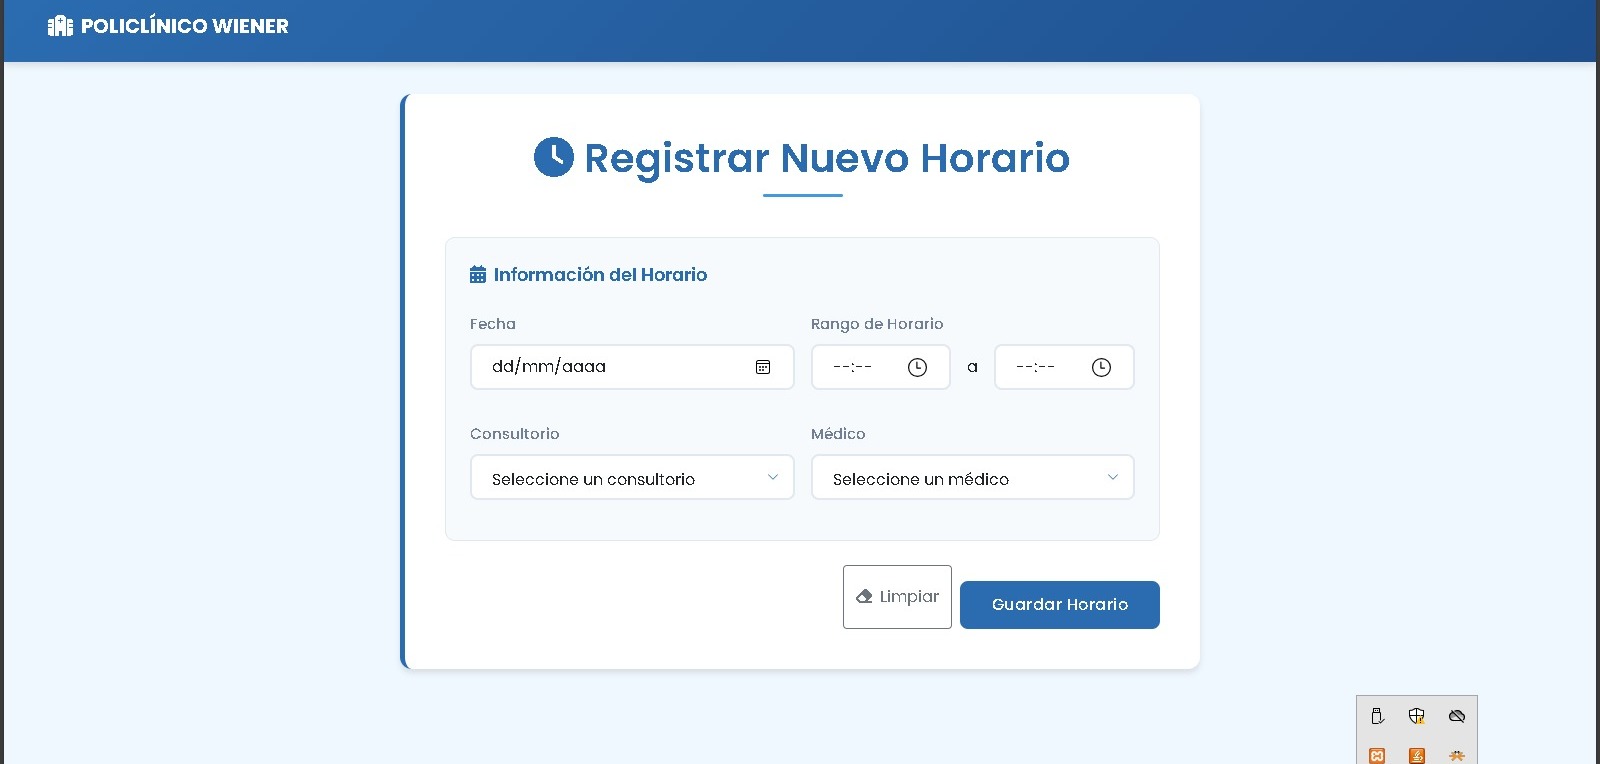 POLICLÍNICO WIENER
Registrar Nuevo Horario
Información del Horario
Fecha
Rango de Horario
dd/mm/aaaa
--:-- a --:--
Consultorio
Médico
Seleccione un consultorio
Seleccione un médico
Limpiar
Guardar Horario